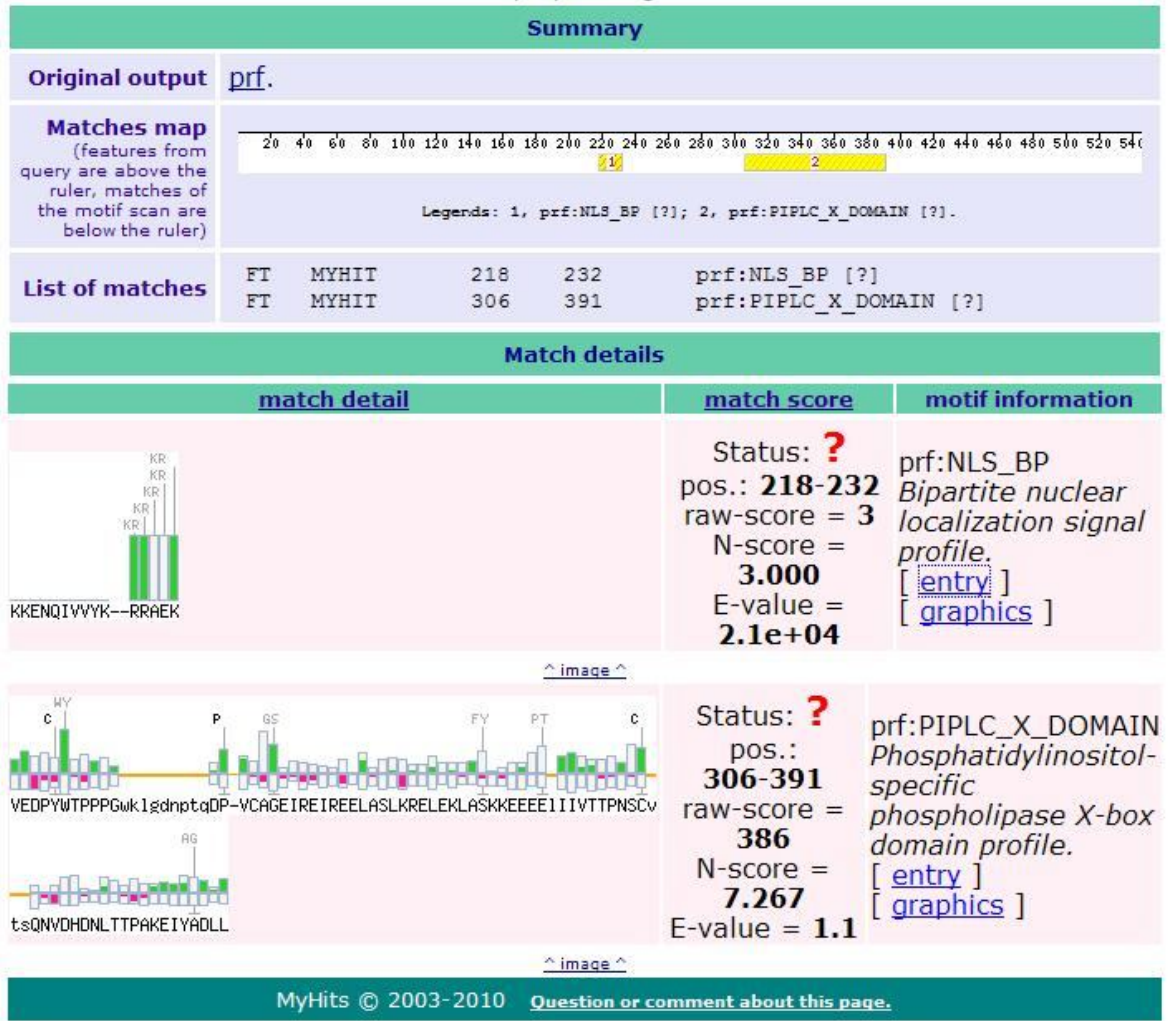 Summary
Original output prf.
Matches map
(features from
query are above the
ruler, matches of
the motif scan are
below the ruler)
20 40 60 80 100 120 140 160 180 200 220 240 260 280 300 320 340 360 380 400 420 440 460 480 500 520 540
1 2
Legends: 1, prf:NLS_BP [?]; 2, prf:PIPLC_X_DOMAIN [?].
List of matches
FT MYHIT 218 232 prf:NLS_BP [?]
FT MYHIT 306 391 prf:PIPLC_X_DOMAIN [?]
Match details
match detail match score motif information
KR
KR
KR
KR
KR
KKENQIVVYK--RRAEK
Status: ?
pos.: 218-232
raw-score = 3
N-score =
3.000
E-value =
2.1e+04
prf:NLS_BP
Bipartite nuclear
localization signal
profile.
[ entry ]
[ graphics ]
^ image ^
C WY P GS FY PT C
VEDPYWTPPPGwklgdnptqDP-VCAGEIREIREELASLKRELEKLASKKEEEElIIVTTPNSCv
AG
tsQNVDHDNLTTPAKEIYADLL
Status: ?
pos.:
306-391
raw-score =
386
N-score =
7.267
E-value = 1.1
prf:PIPLC_X_DOMAIN
Phosphatidylinositol-
specific
phospholipase X-box
domain profile.
[ entry ]
[ graphics ]
^ image ^
MyHits © 2003-2010 Question or comment about this page.